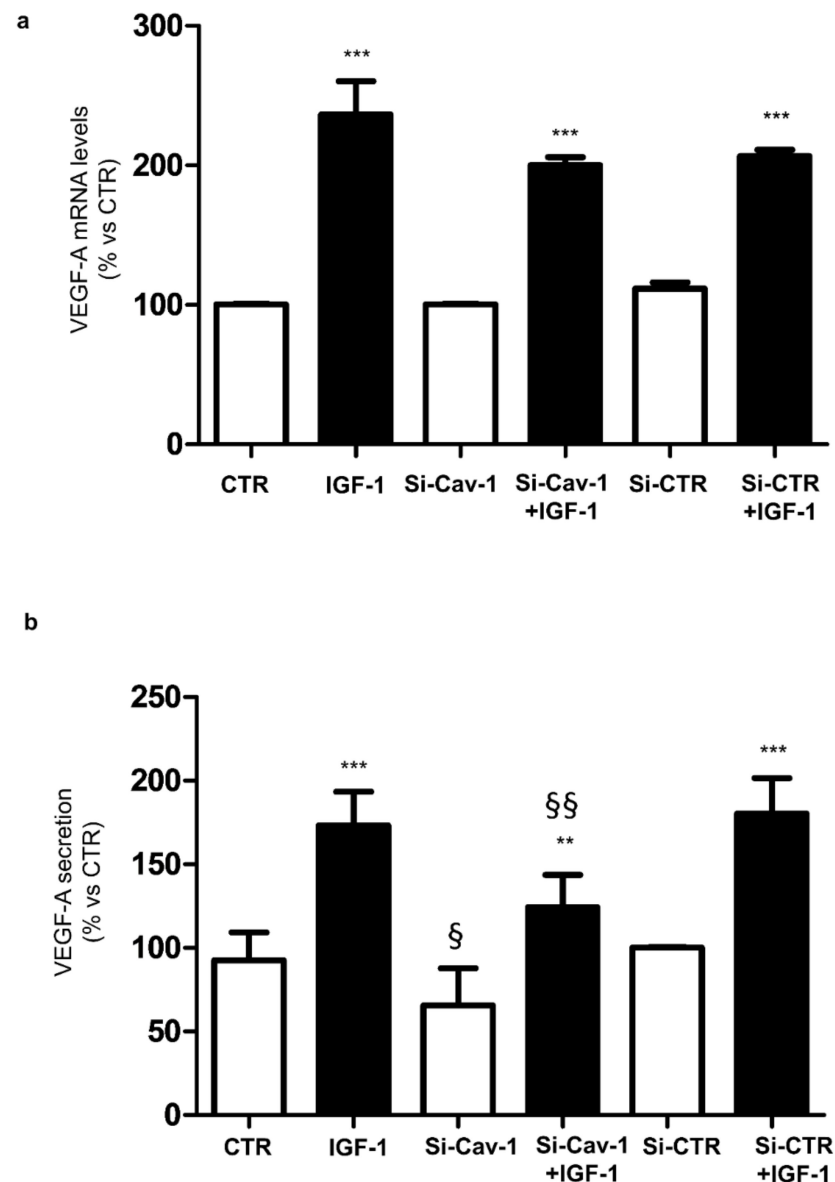 a
VEGF-A mRNA levels
(% vs CTR)
300
200
100
0
***
***
***
CTR
IGF-1
Si-Cav-1
Si-Cav-1
+IGF-1
Si-CTR
Si-CTR
+IGF-1
b
VEGF-A secretion
(% vs CTR)
250
200
150
100
50
0
***
§
§§
**
***
CTR
IGF-1
Si-Cav-1
Si-Cav-1
+IGF-1
Si-CTR
Si-CTR
+IGF-1